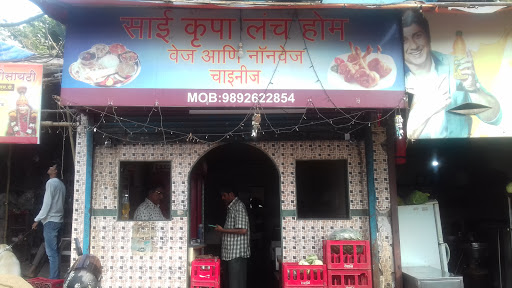 साई कृपा लंच होम
वेज आणि नॉनवेज
चाइनीज
MOB:9892622854